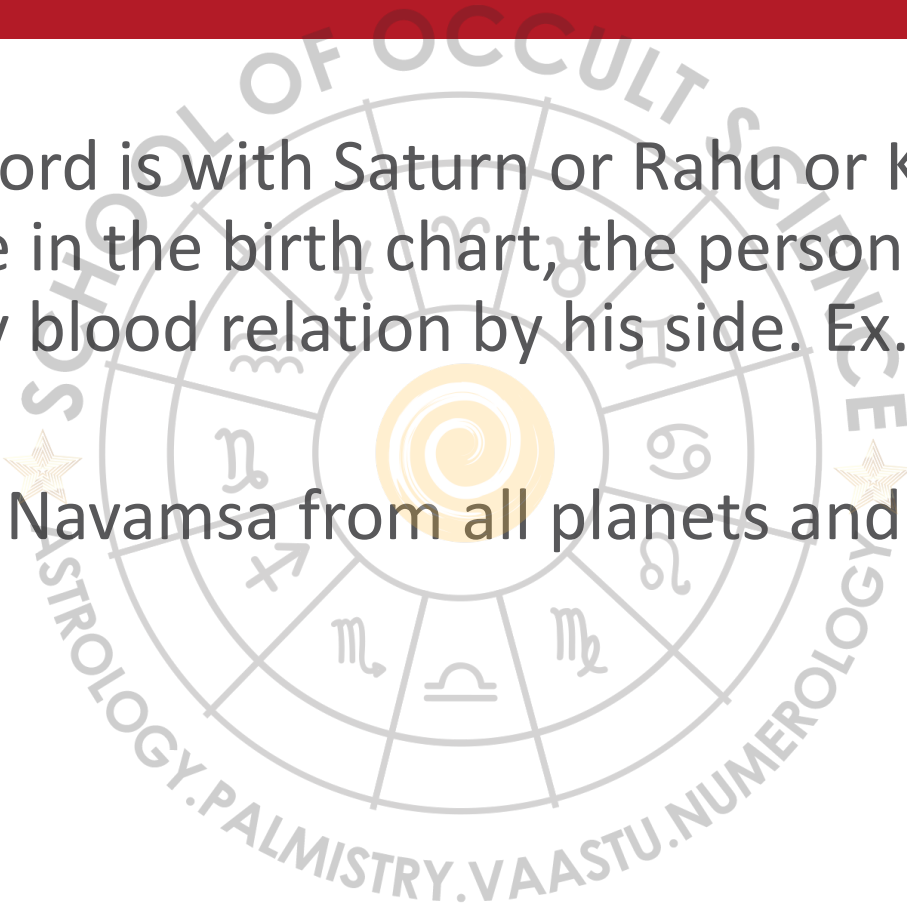 SCHOOL OF OCCULT SCIENCE
ord is with Saturn or Rahu or K
e in the birth chart, the person
y blood relation by his side. Ex.
Navamsa from all planets and
ASTROLOGY.PALMISTRY.VAASTU.NUMEROLOGY